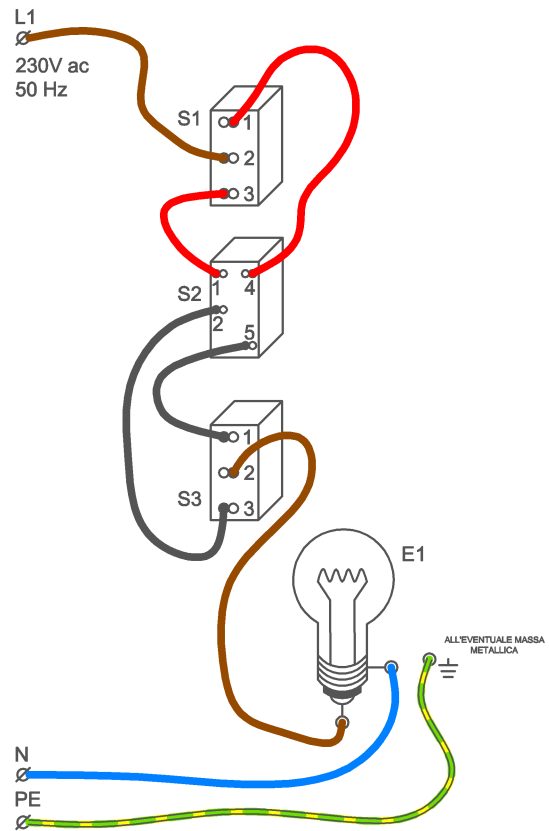 L1
230V ac
50 Hz
S1
1
2
3
S2
1
4
2
5
S3
1
2
3
E1
ALL'EVENTUALE MASSA
METALLICA
N
PE